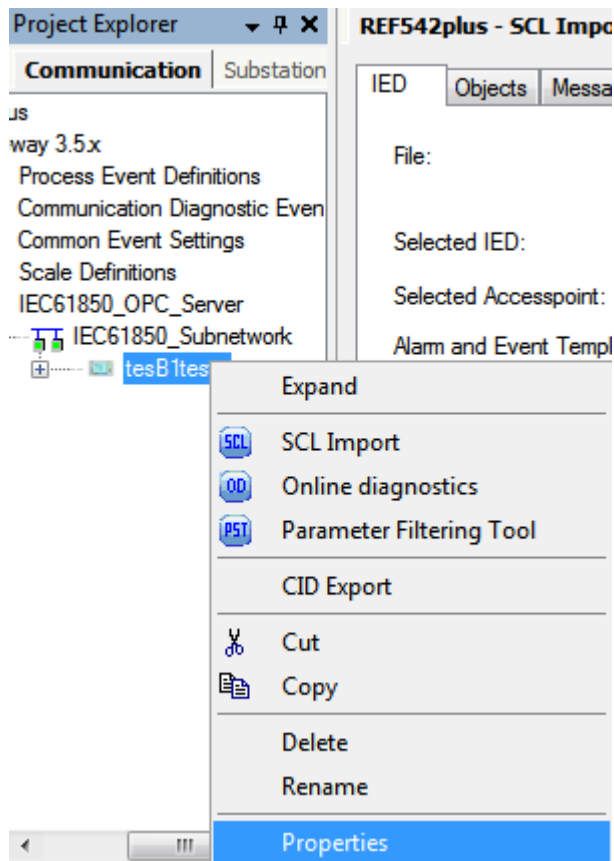 Project Explorer
REF542plus - SCL Impo
Communication
Substation
IED
Objects
Messa
us
way 3.5.x
File:
Process Event Definitions
Communication Diagnostic Even
Common Event Settings
Selected IED:
Scale Definitions
IEC61850_OPC_Server
Selected Accesspoint:
IEC61850_Subnetwork
Alarm and Event Templ
tesB1tes
Expand
SCL SCL Import
OD Online diagnostics
PST Parameter Filtering Tool
CID Export
Cut
Copy
Delete
Rename
Properties